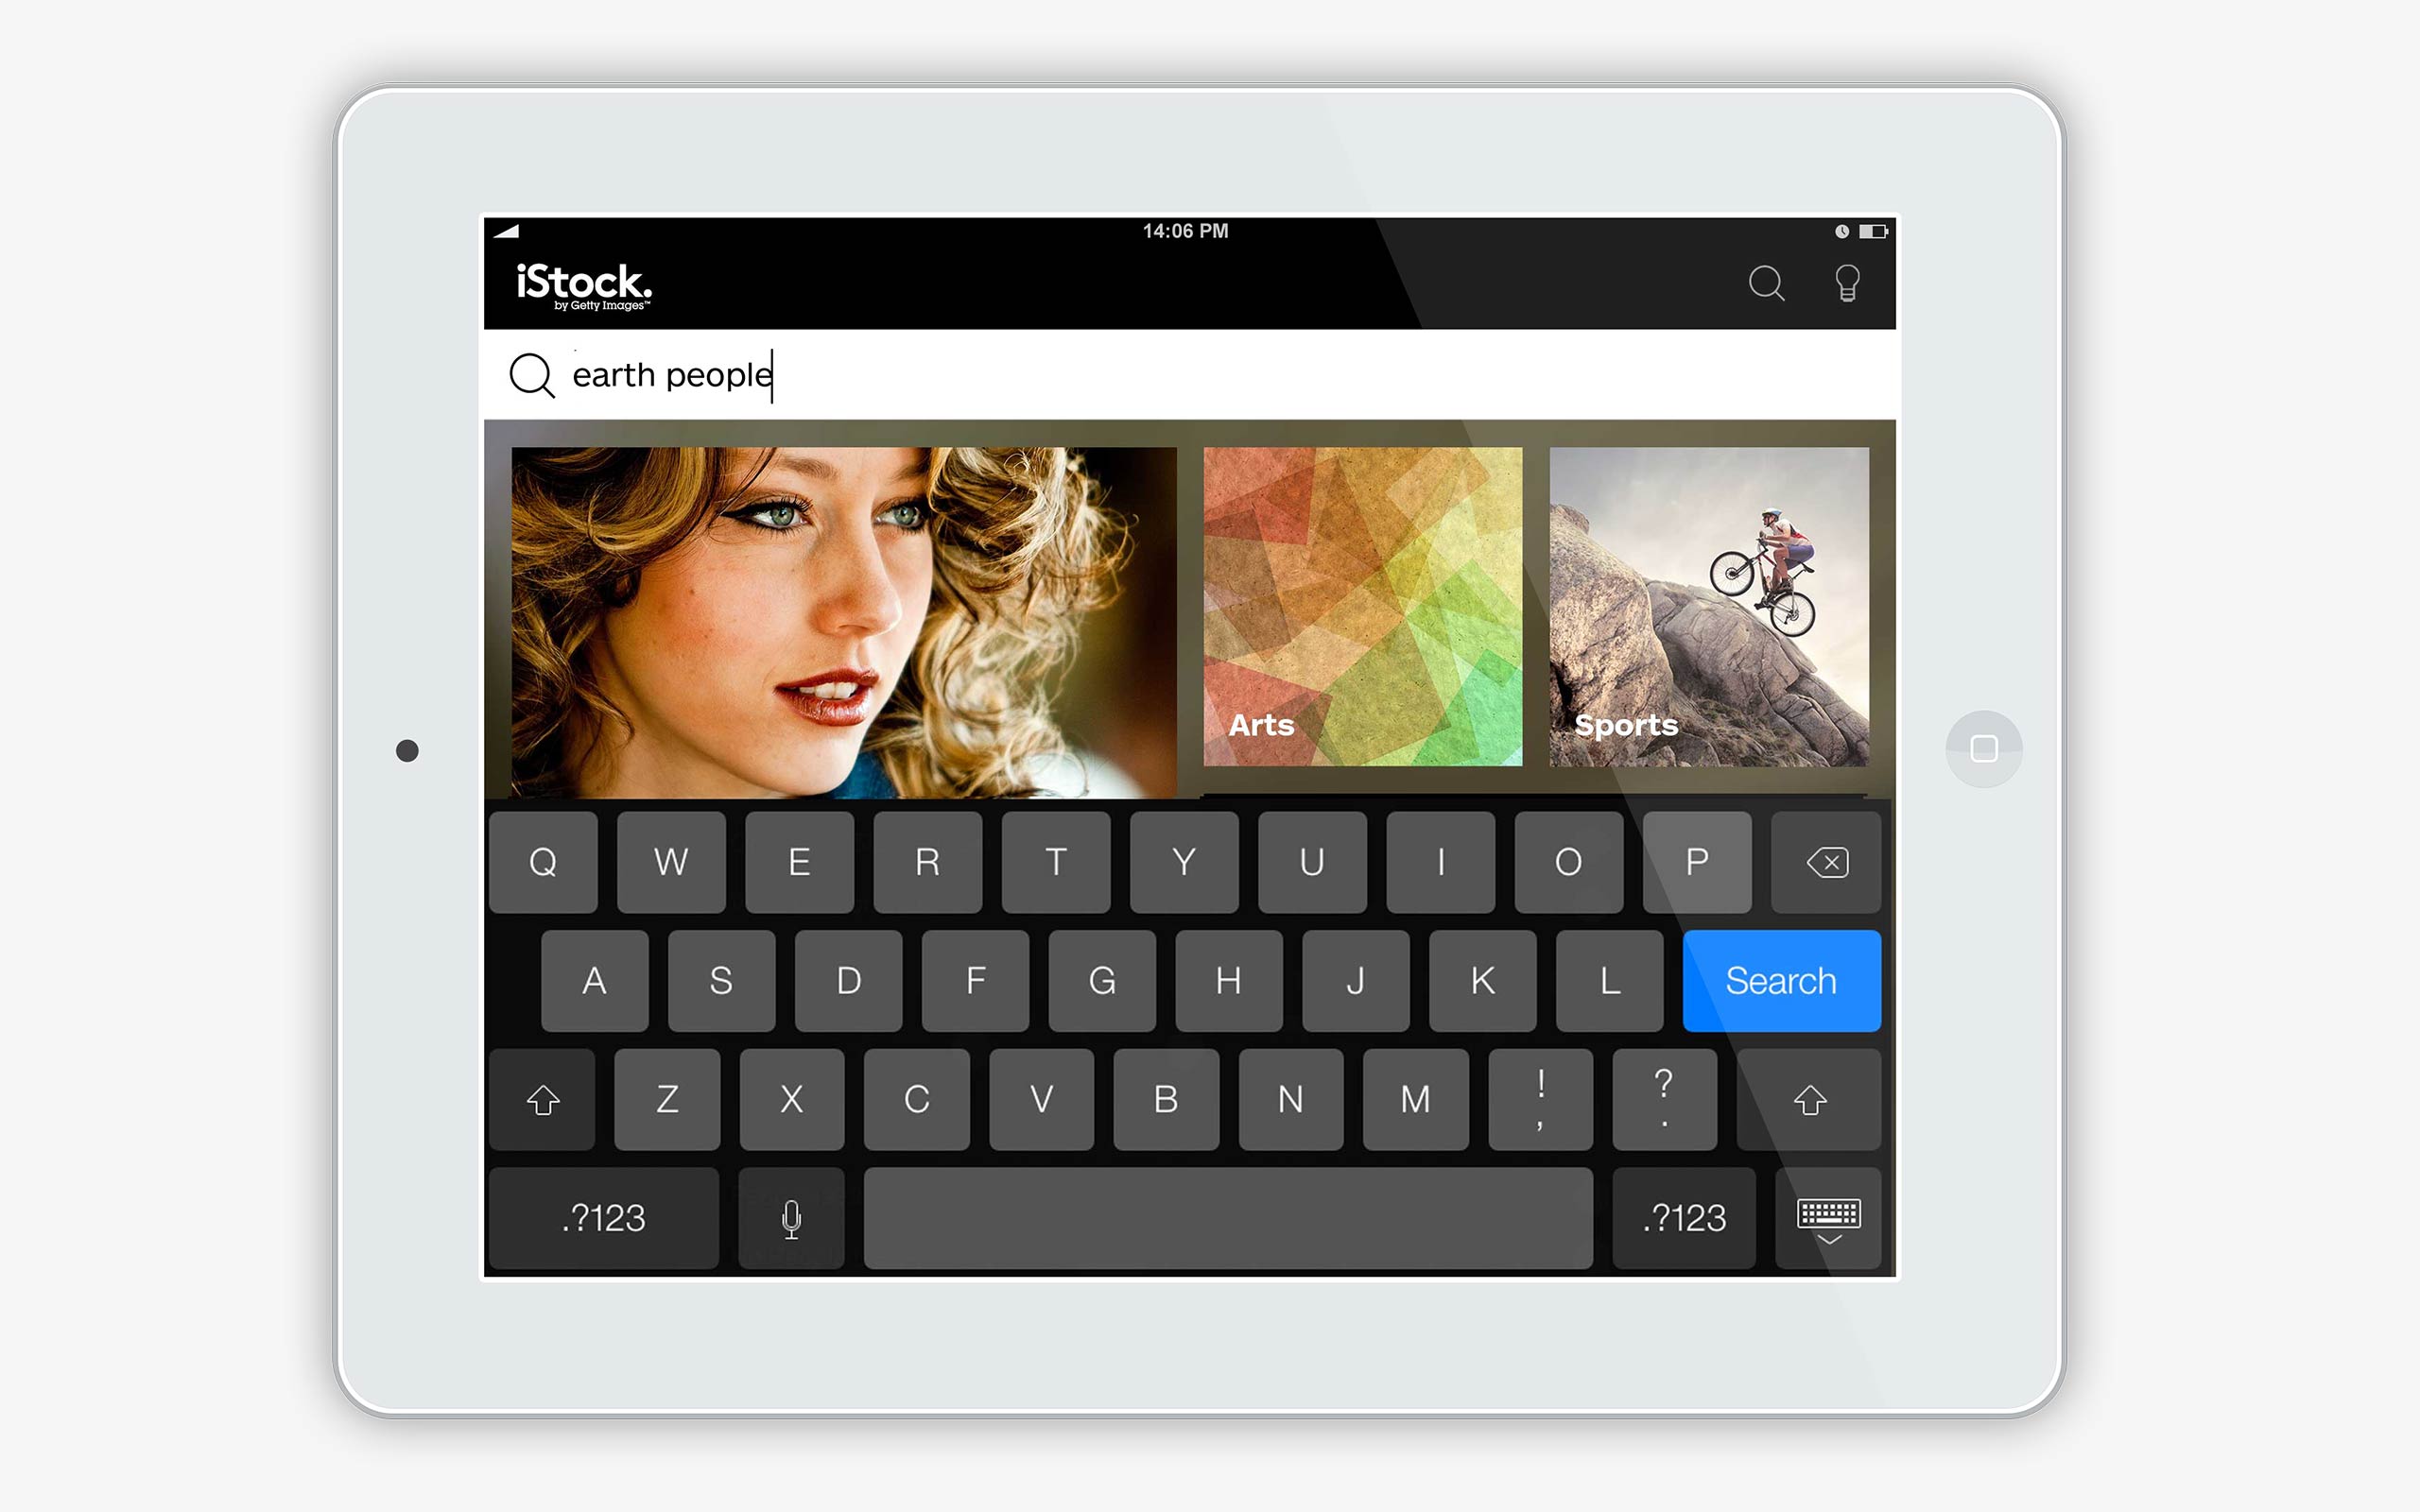 14:06 PM
iStock.
by Getty Images™
earth people
Arts
Sports
Q W E R T Y U I O P
A S D F G H J K L Search
Z X C V B N M ! , ? .
.?123 .?123